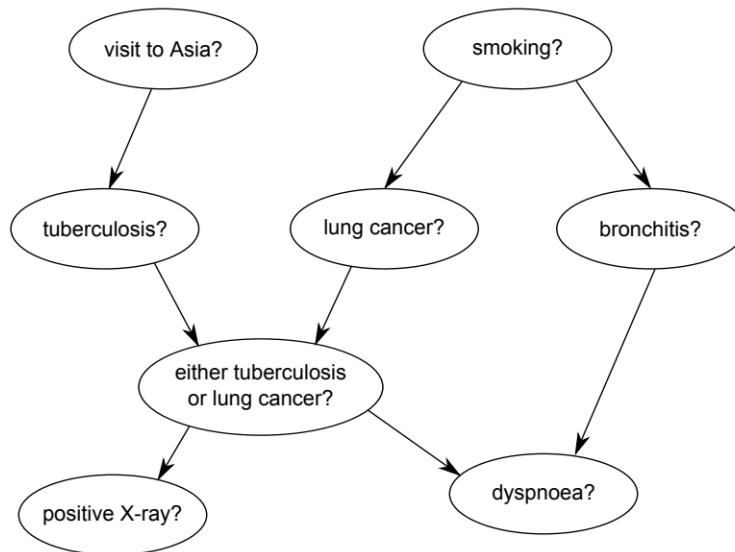 visit to Asia?
smoking?
tuberculosis?
lung cancer?
bronchitis?
either tuberculosis
or lung cancer?
positive X-ray?
dyspnoea?